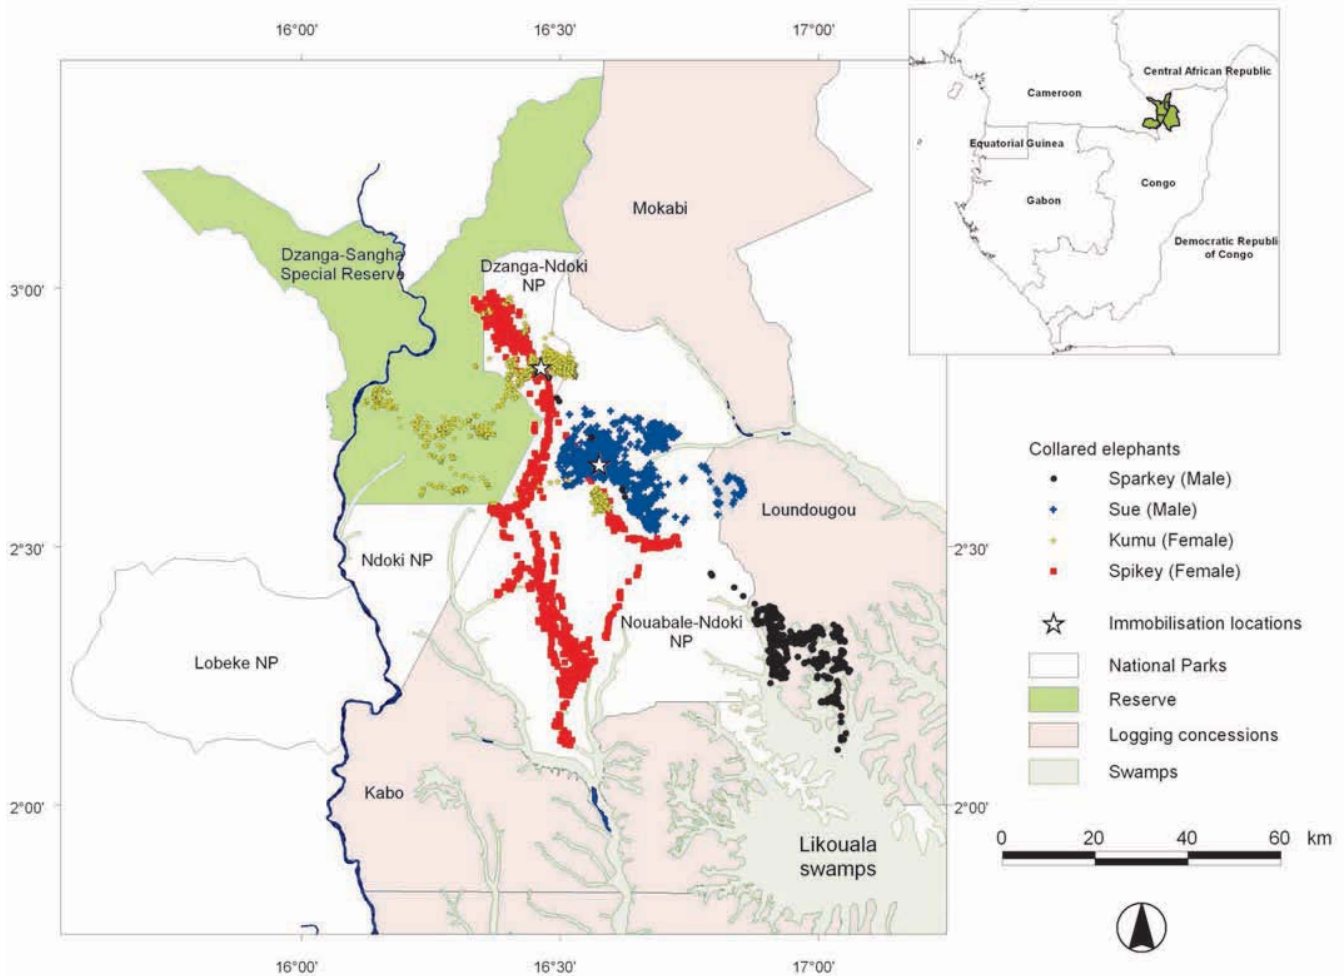 16°00'
16°30'
17°00'
Central African Republic
Cameroon
Equatorial Guinea
Congo
Gabon
Democratic Republi
of Congo
Mokabi
Dzanga-Sangha
Special Reserve
Dzanga-Ndoki
NP
3°00'
3°00'
Collared elephants
Sparkey (Male)
Sue (Male)
Kumu (Female)
Spikey (Female)
Loundougou
2°30'
2°30'
Ndoki NP
Nouabale-Ndoki
NP
Immobilisation locations
Lobeke NP
National Parks
Reserve
Logging concessions
Swamps
Kabo
2°00'
2°00'
Likouala
swamps
0
20
40
60
km
16°00'
16°30'
17°00'